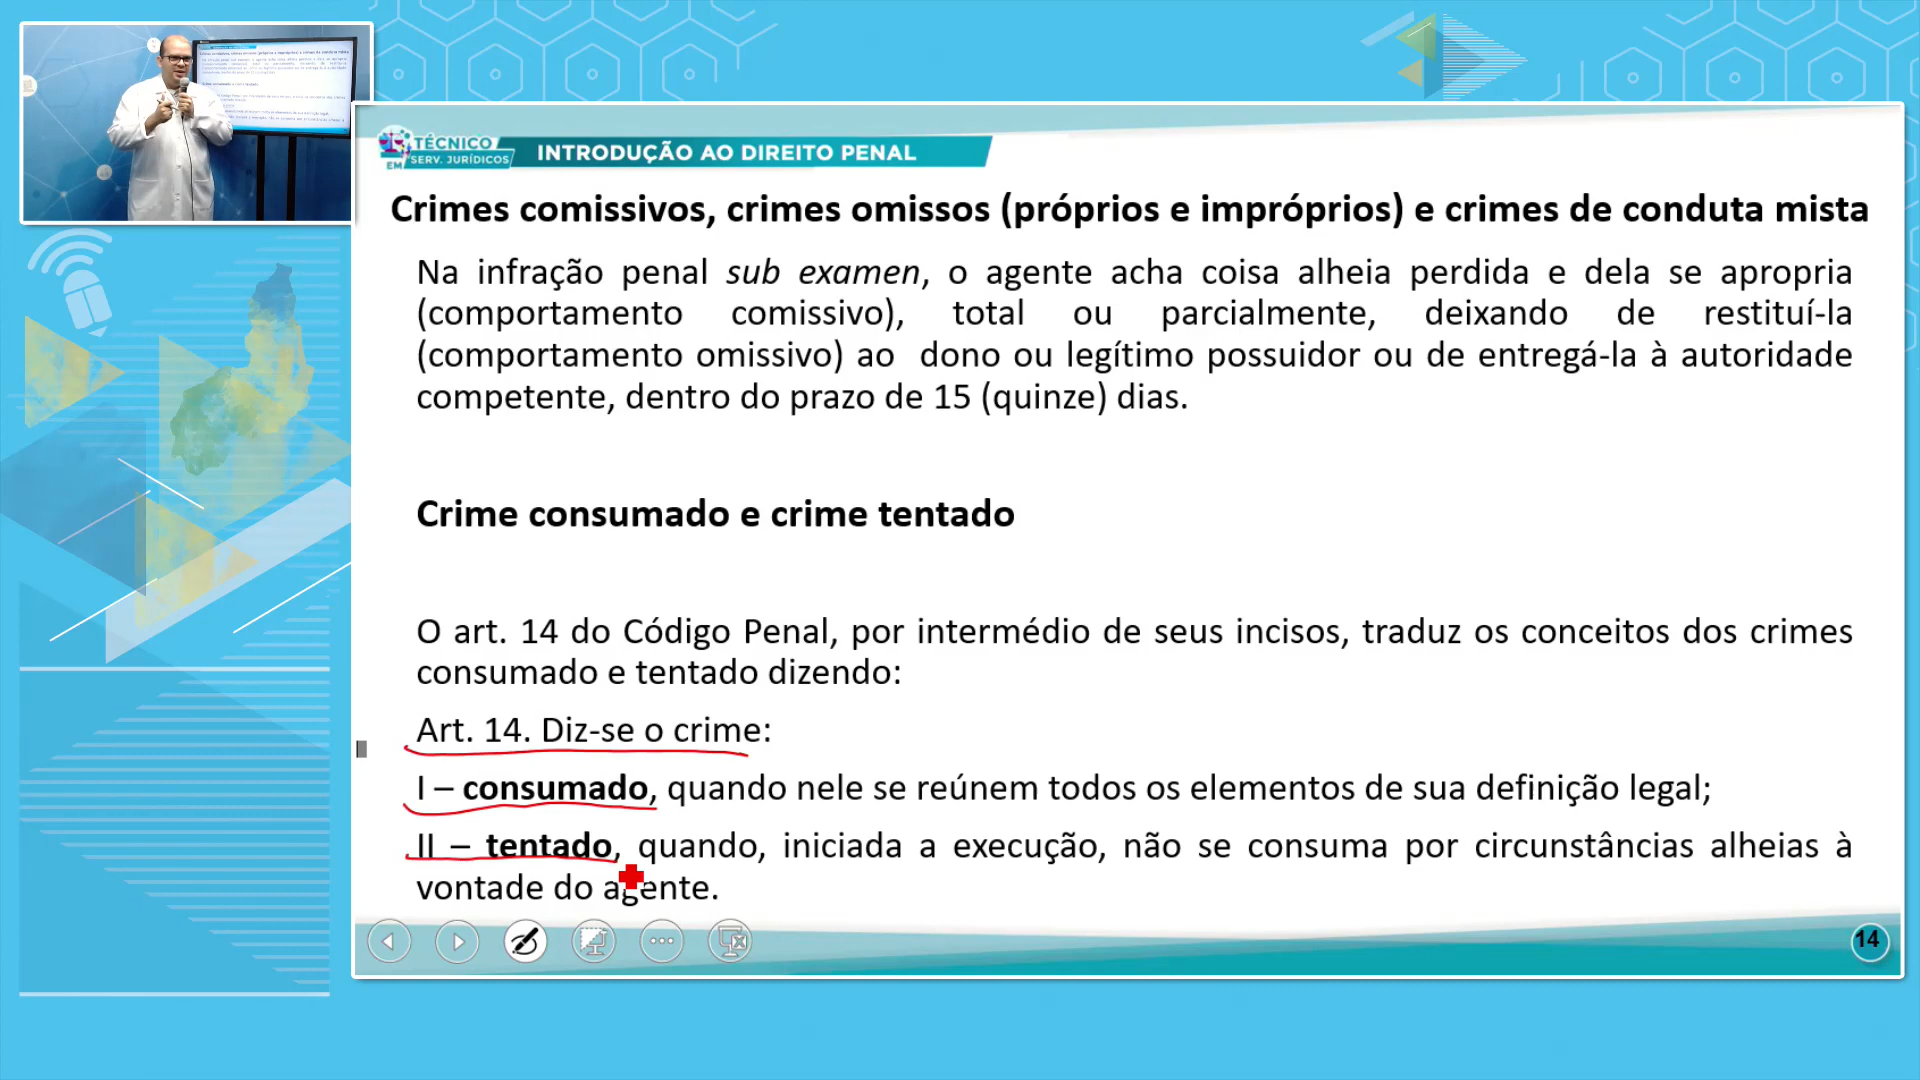 TÉCNICO
EM SERV. JURÍDICOS
INTRODUÇÃO AO DIREITO PENAL
Crimes comissivos, crimes omissos (próprios e impróprios) e crimes de conduta mista
Na infração penal sub examen, o agente acha coisa alheia perdida e dela se apropria
(comportamento comissivo), total ou parcialmente, deixando de restituí-la
(comportamento omissivo) ao dono ou legítimo possuidor ou de entregá-la à autoridade
competente, dentro do prazo de 15 (quinze) dias.
Crime consumado e crime tentado
O art. 14 do Código Penal, por intermédio de seus incisos, traduz os conceitos dos crimes
consumado e tentado dizendo:
Art. 14. Diz-se o crime:
I – consumado, quando nele se reúnem todos os elementos de sua definição legal;
II – tentado, quando, iniciada a execução, não se consuma por circunstâncias alheias à
vontade do agente.
14